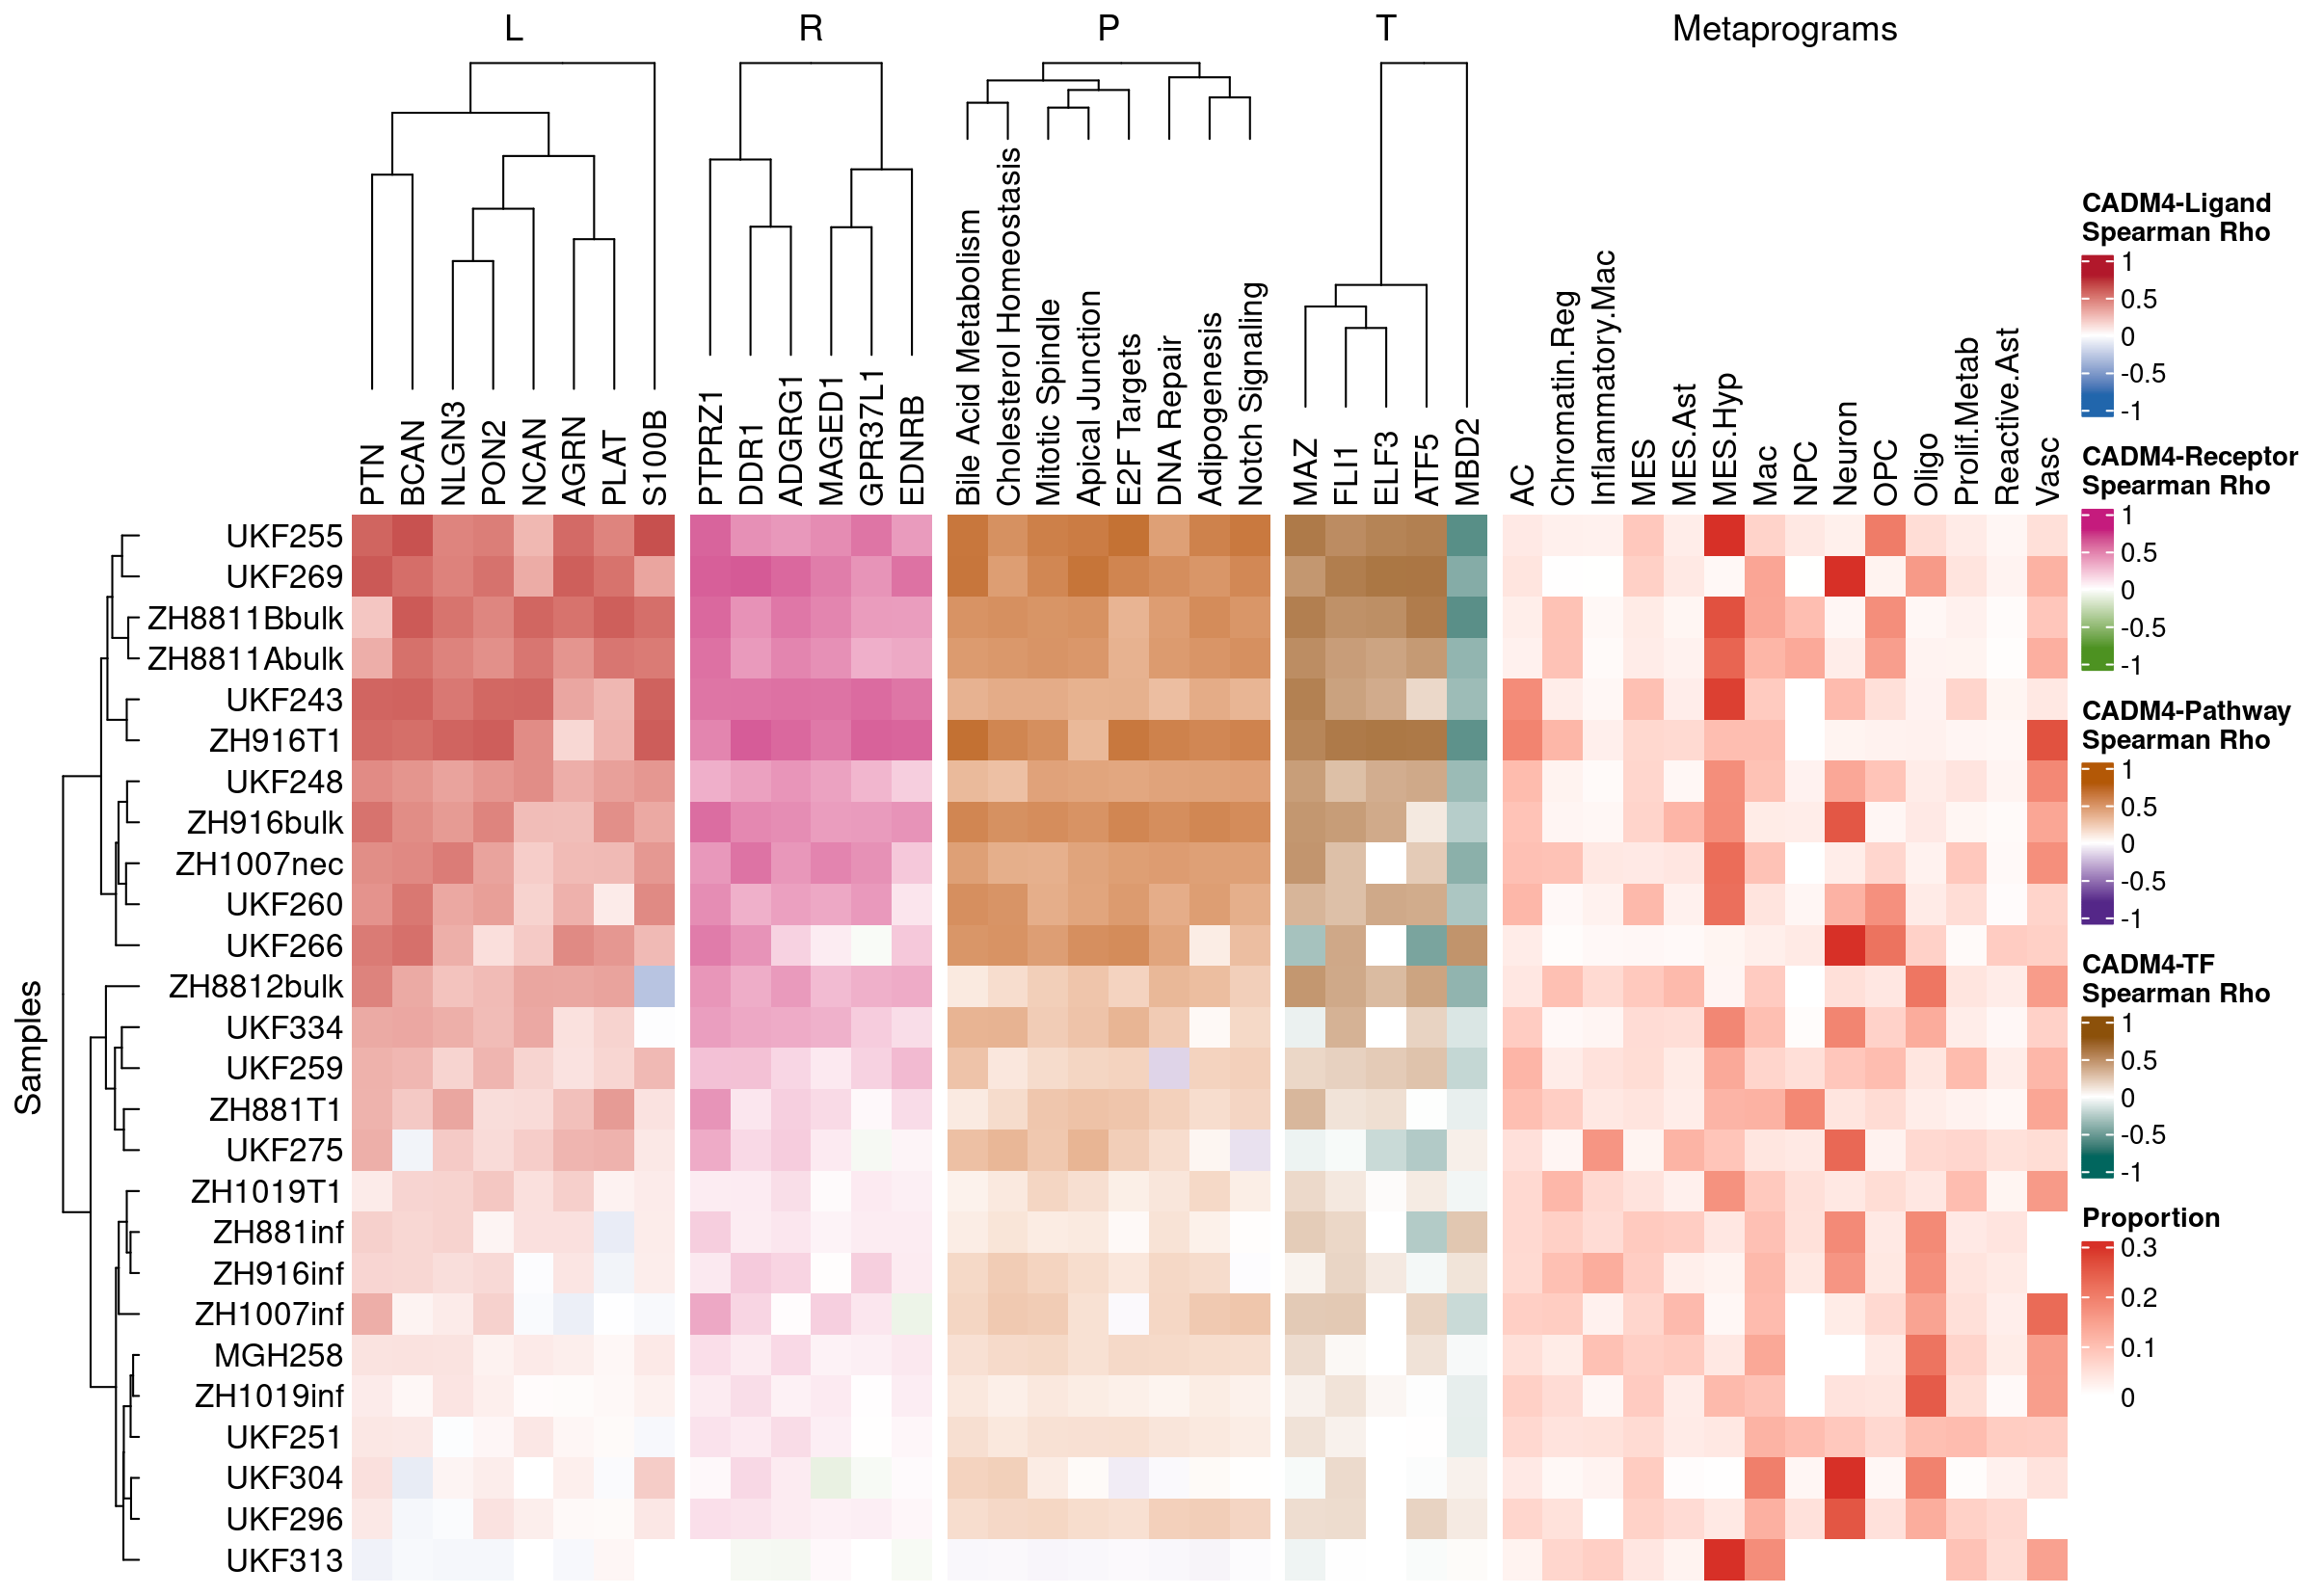 L R P T Metaprograms
PTN
BCAN
NLGN3
PON2
NCAN
AGRN
PLAT
S100B
PTPRZ1
DDR1
ADGRG1
MAGED1
GPR37L1
EDNRB
Bile Acid Metabolism
Cholesterol Homeostasis
Mitotic Spindle
Apical Junction
E2F Targets
DNA Repair
Adipogenesis
Notch Signaling
MAZ
FLI1
ELF3
ATF5
MBD2
AC
Chromatin.Reg
Inflammatory.Mac
MES
MES.Ast
MES.Hyp
Mac
NPC
Neuron
OPC
Oligo
Prolif.Metab
Reactive.Ast
Vasc
Samples
UKF255
UKF269
ZH8811Bbulk
ZH8811Abulk
UKF243
ZH916T1
UKF248
ZH916bulk
ZH1007nec
UKF260
UKF266
ZH8812bulk
UKF334
UKF259
ZH881T1
UKF275
ZH1019T1
ZH881inf
ZH916inf
ZH1007inf
MGH258
ZH1019inf
UKF251
UKF304
UKF296
UKF313
CADM4-Ligand
Spearman Rho
1
0.5
0
-0.5
-1
CADM4-Receptor
Spearman Rho
1
0.5
0
-0.5
-1
CADM4-Pathway
Spearman Rho
1
0.5
0
-0.5
-1
CADM4-TF
Spearman Rho
1
0.5
0
-0.5
-1
Proportion
0.3
0.2
0.1
0